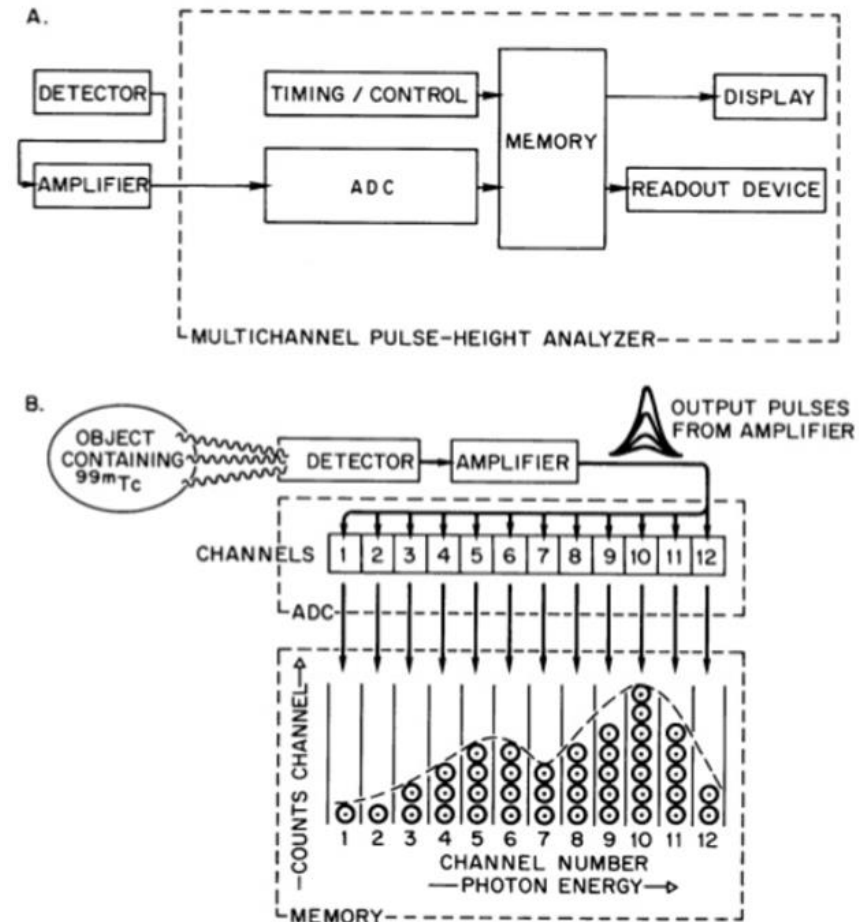 A.
DETECTOR
TIMING / CONTROL
MEMORY
DISPLAY
AMPLIFIER
ADC
READOUT DEVICE
MULTICHANNEL PULSE-HEIGHT ANALYZER
B.
OUTPUT PULSES
FROM AMPLIFIER
OBJECT
CONTAINING
99mTc
DETECTOR
AMPLIFIER
CHANNELS 1 2 3 4 5 6 7 8 9 10 11 12
ADC
COUNTS CHANNEL
1 2 3 4 5 6 7 8 9 10 11 12
CHANNEL NUMBER
PHOTON ENERGY
MEMORY